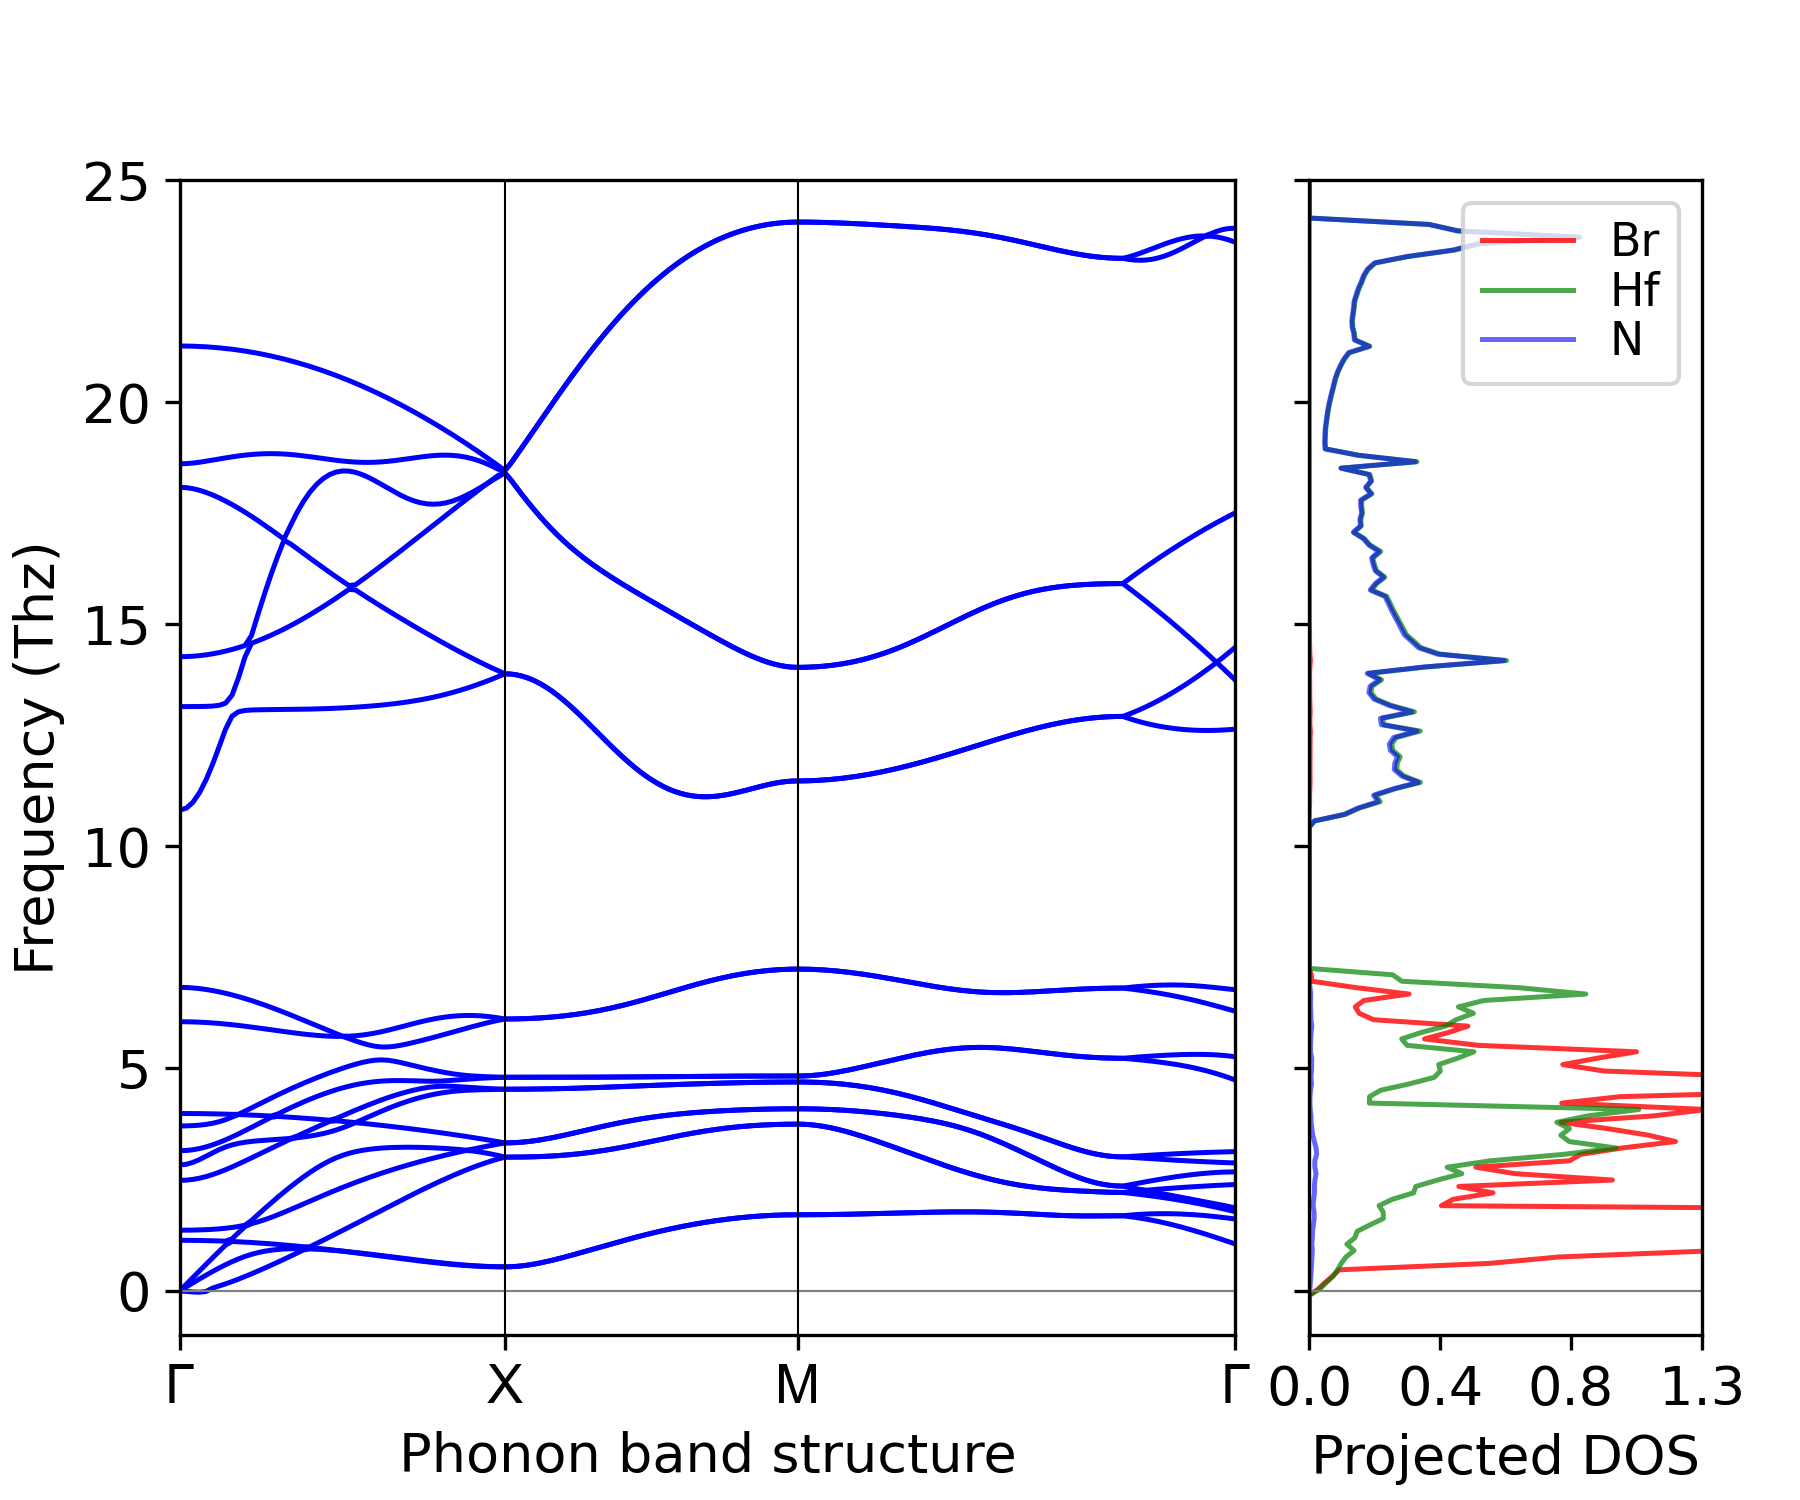 25
20
15
10
5
0
Frequency (Thz)
Γ X M Γ
Phonon band structure
Br
Hf
N
0.0 0.4 0.8 1.3
Projected DOS